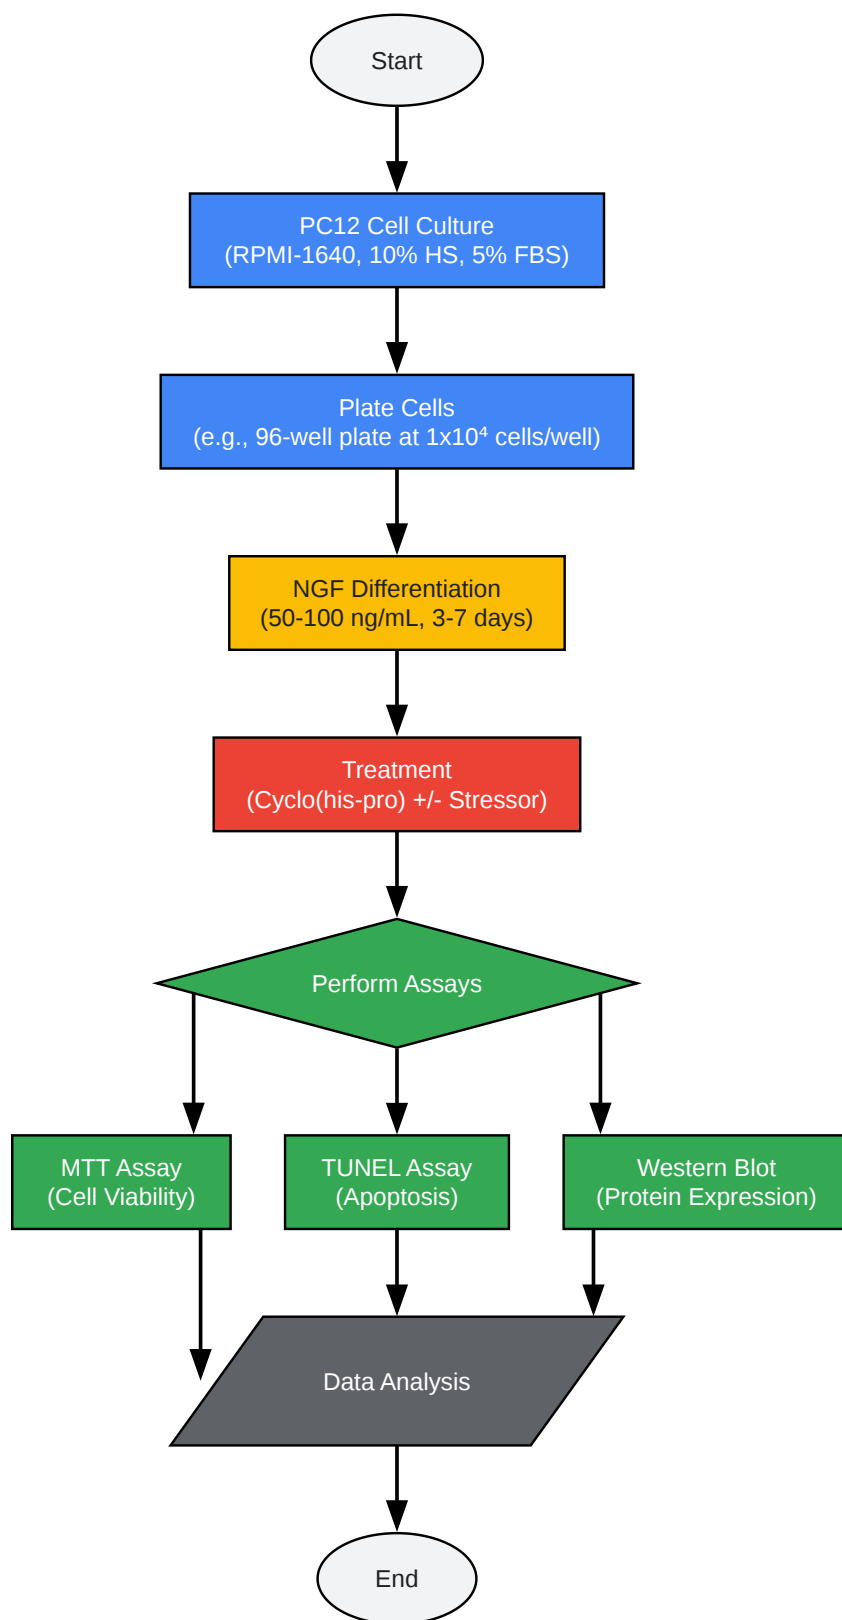 Start
PC12 Cell Culture
(RPMI-1640, 10% HS, 5% FBS)
Plate Cells
(e.g., 96-well plate at 1x10⁴ cells/well)
NGF Differentiation
(50-100 ng/mL, 3-7 days)
Treatment
(Cyclo(his-pro) +/- Stressor)
Perform Assays
MTT Assay
(Cell Viability)
TUNEL Assay
(Apoptosis)
Western Blot
(Protein Expression)
Data Analysis
End